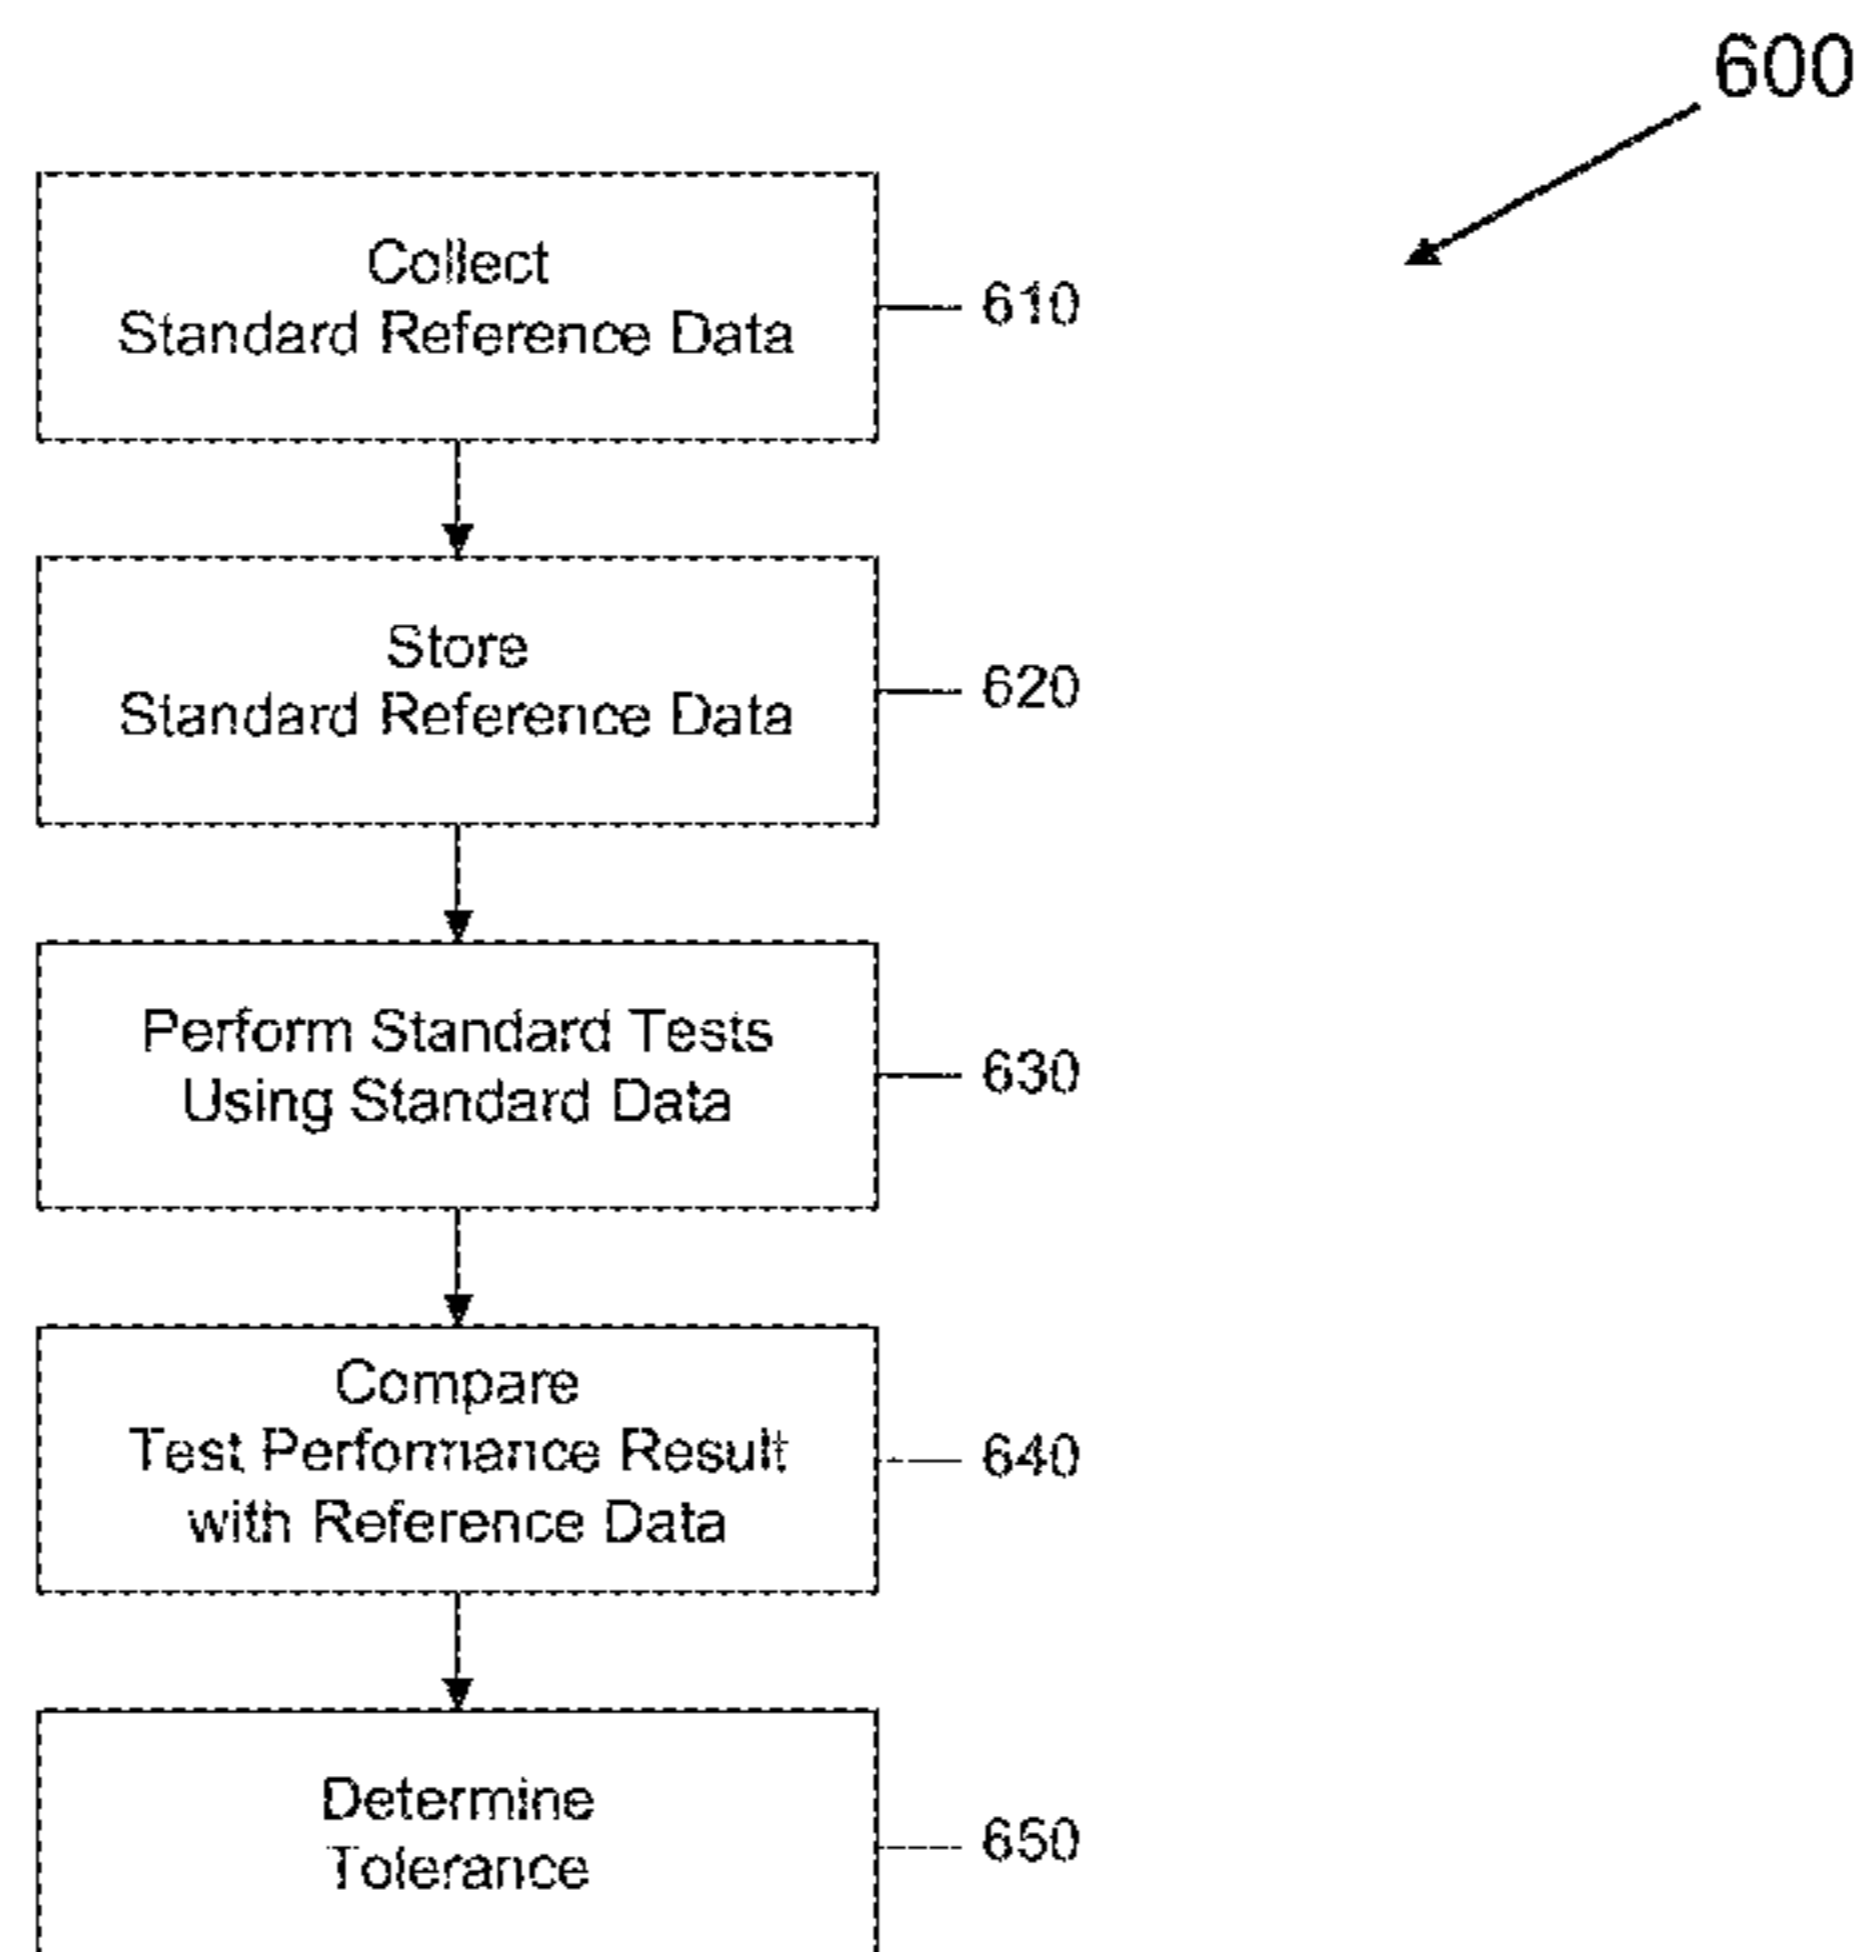 600
Collect
Standard Reference Data
610
Store
Standard Reference Data
620
Perform Standard Tests
Using Standard Data
630
Compare
Test Performance Result
with Reference Data
640
Determine
Tolerance
650